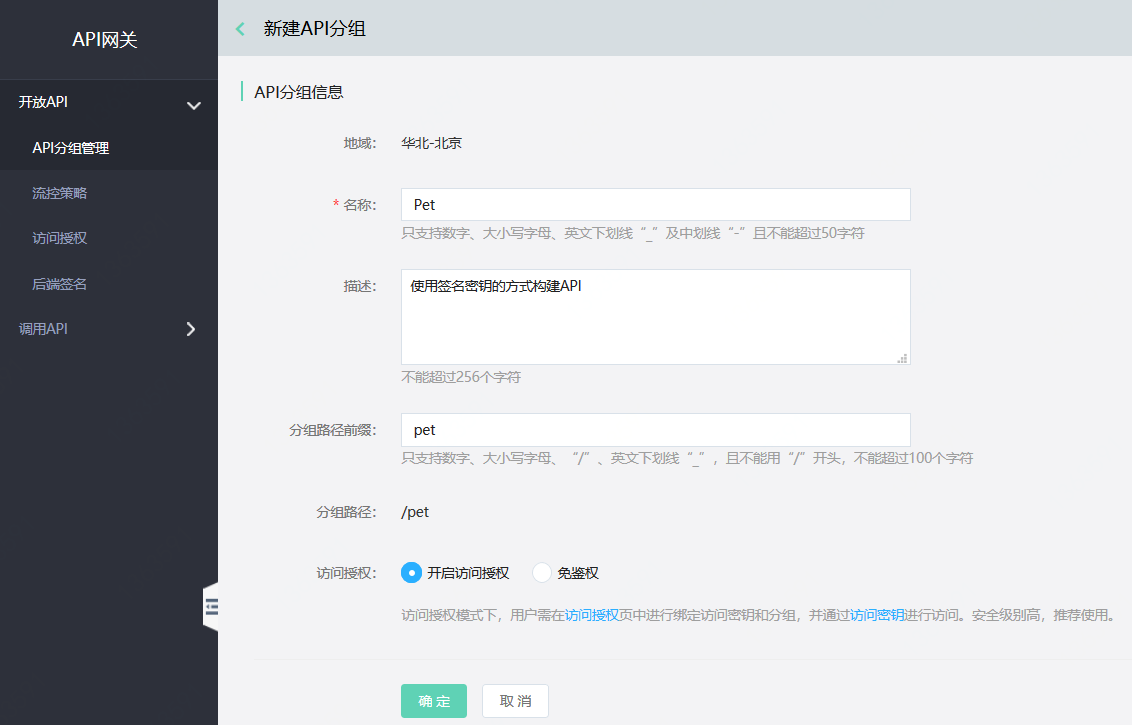 API网关
开放API
API分组管理
流控策略
访问授权
后端签名
调用API
新建API分组
API分组信息
地域： 华北-北京
* 名称： Pet
只支持数字、大小写字母、英文下划线“_”及中划线“-”且不能超过50字符
描述： 使用签名密钥的方式构建API
不能超过256个字符
分组路径前缀： pet
只支持数字、大小写字母、“/”、英文下划线“_”，且不能用“/”开头，不能超过100个字符
分组路径： /pet
访问授权： 开启访问授权 免鉴权
访问授权模式下，用户需在访问授权页中进行绑定访问密钥和分组，并通过访问密钥进行访问。安全级别高，推荐使用。
确 定 取 消